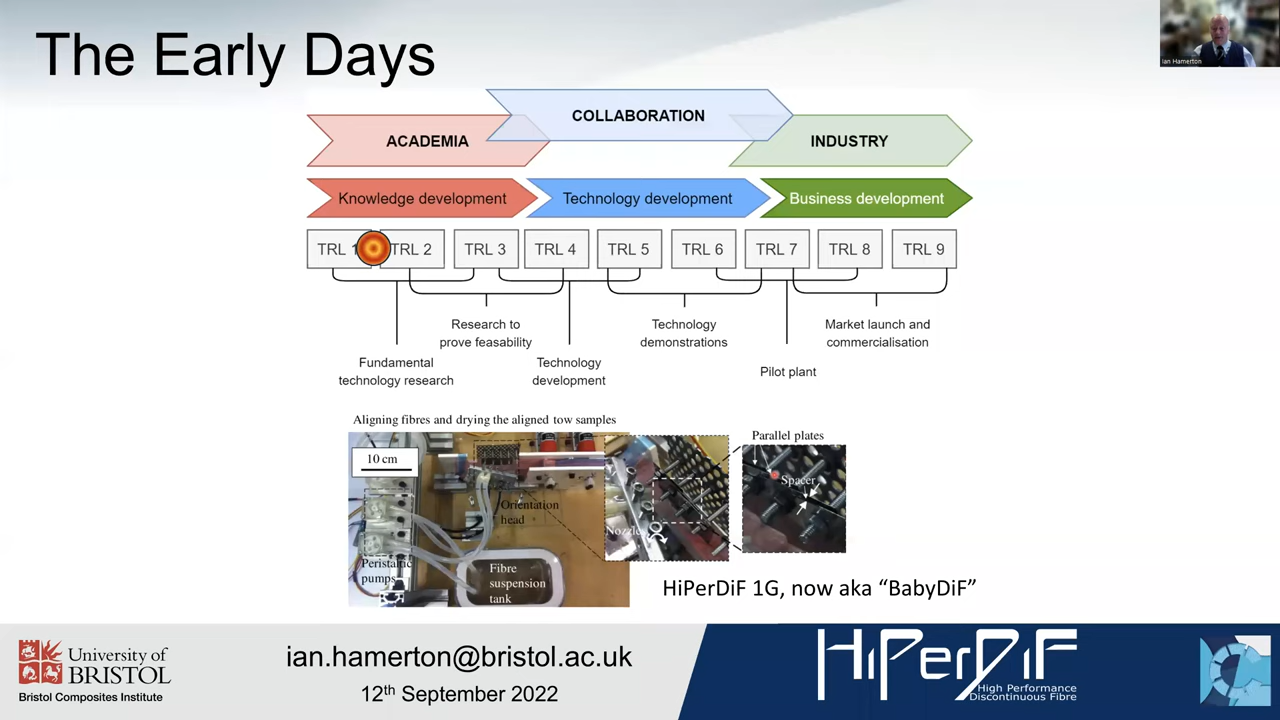 The Early Days
Ian Hamerton
COLLABORATION
ACADEMIA
INDUSTRY
Knowledge development
Technology development
Business development
TRL 1
TRL 2
TRL 3
TRL 4
TRL 5
TRL 6
TRL 7
TRL 8
TRL 9
Research to
prove feasability
Technology
demonstrations
Market launch and
commercialisation
Fundamental
technology research
Technology
development
Pilot plant
Aligning fibres and drying the aligned tow samples
Parallel plates
10 cm
Spacer
Orientation
head
Nozzle
Peristaltic
pumps
Fibre
suspension
tank
HiPerDiF 1G, now aka “BabyDiF”
University of
BRISTOL
Bristol Composites Institute
ian.hamerton@bristol.ac.uk
12th September 2022
HiPerDiF
High Performance
Discontinuous Fibre